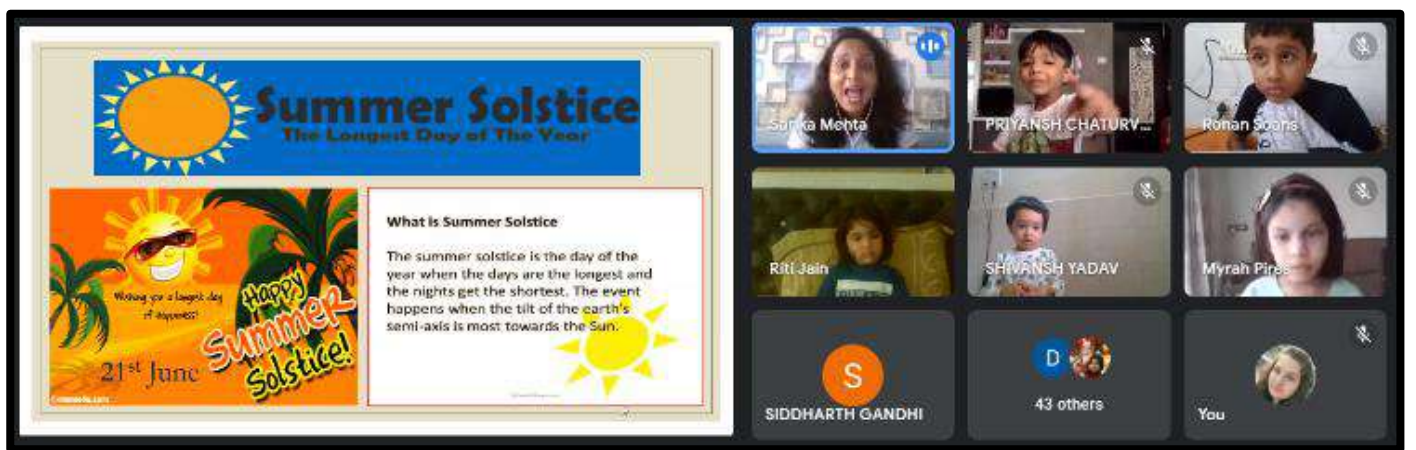 Summer Solstice
The Longest Day of The Year
Wishing you a longest day
of happiness!
Happy
Summer
Solstice!
21st June
What is Summer Solstice
The summer solstice is the day of the
year when the days are the longest and
the nights get the shortest. The event
happens when the tilt of the earth's
semi-axis is most towards the Sun.
Mehta
PRIYANSH CHATURV...
Ronan Soans
Riti Jain
SHIVANSH YADAV
Myrah Pires
S
SIDDHARTH GANDHI
D
43 others
You